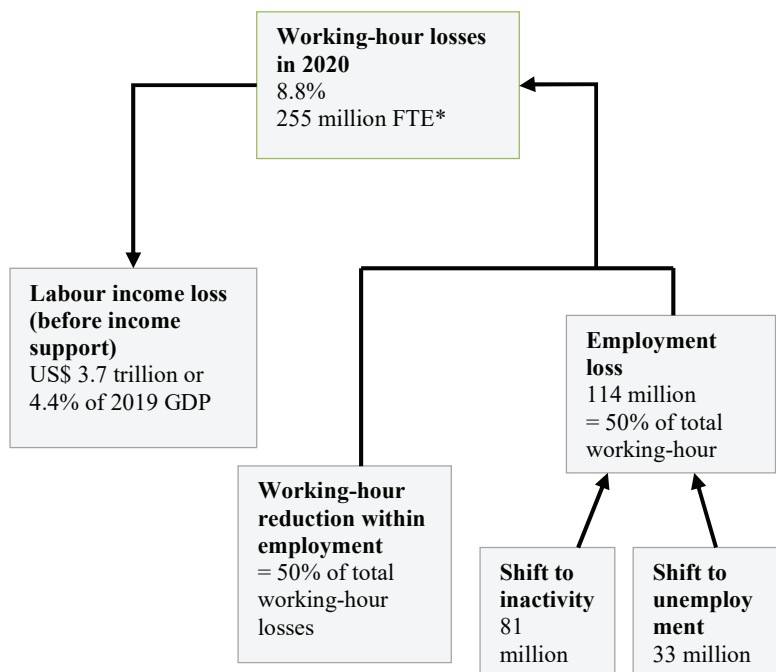 Working-hour losses
in 2020
8.8%
255 million FTE*
Labour income loss
(before income
support)
US$ 3.7 trillion or
4.4% of 2019 GDP
Employment
loss
114 million
= 50% of total
working-hour
Working-hour
reduction within
employment
= 50% of total
working-hour
losses
Shift to
inactivity
81
million
Shift to
unemploy
ment
33 million